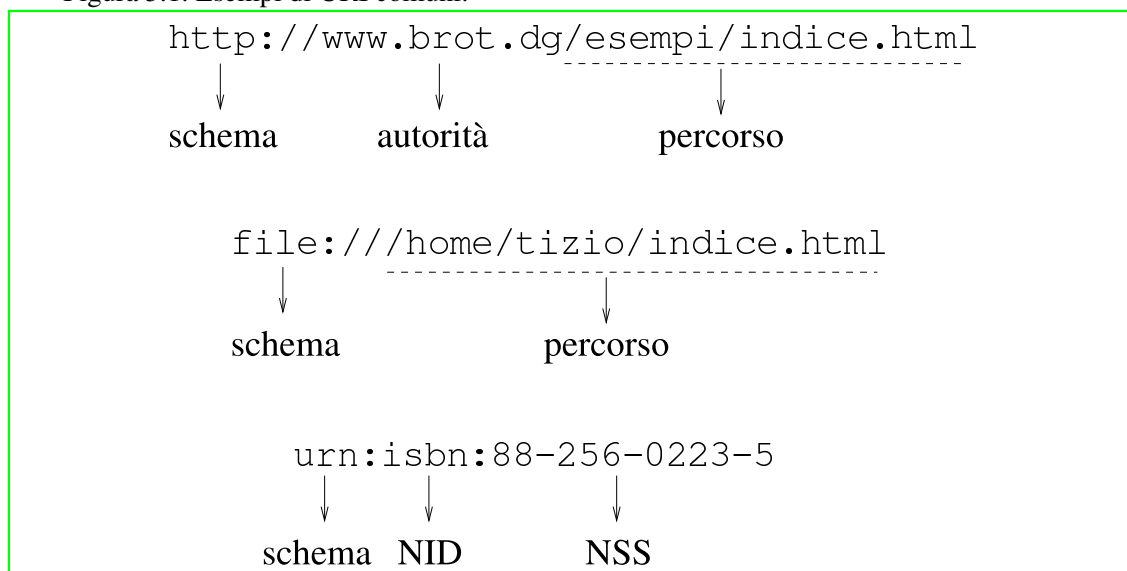 http://www.brot.dg/esempi/indice.html
schema autorità percorso
file:///home/tizio/indice.html
schema percorso
urn:isbn:88-256-0223-5
schema NID NSS